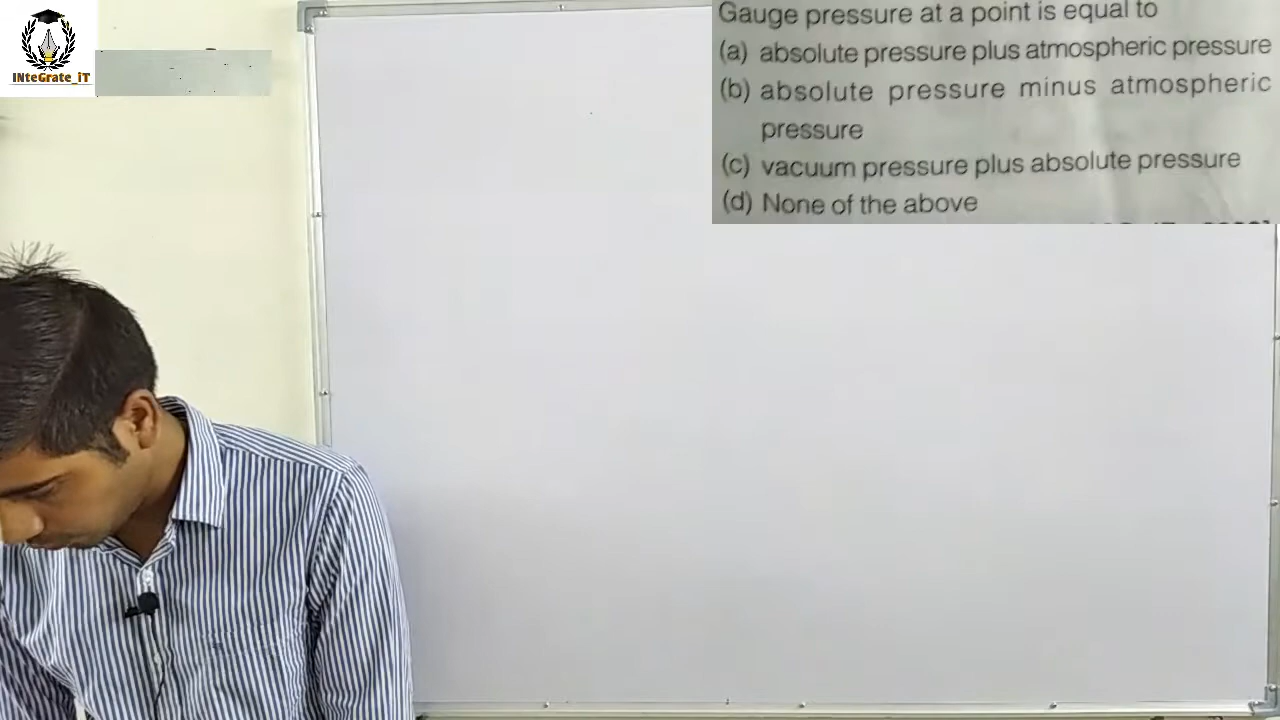 INteGrate_iT
Gauge pressure at a point is equal to
(a) absolute pressure plus atmospheric pressure
(b) absolute pressure minus atmospheric
pressure
(c) vacuum pressure plus absolute pressure
(d) None of the above